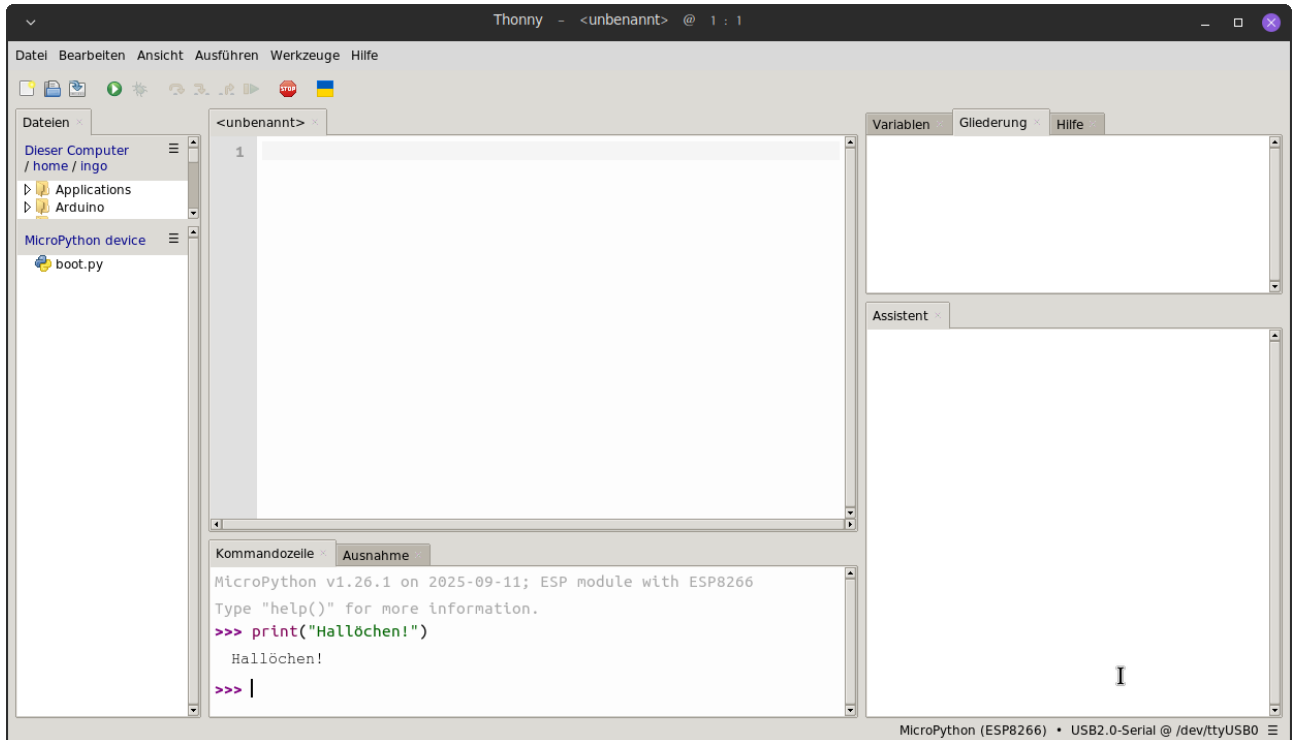 Thonny – <unbenannt> @ 1 : 1
Datei Bearbeiten Ansicht Ausführen Werkzeuge Hilfe
STOP
Dateien
Dieser Computer
/ home / ingo
Applications
Arduino
MicroPython device
boot.py
<unbenannt>
1
Kommandozeile Ausnahme
MicroPython v1.26.1 on 2025-09-11; ESP module with ESP8266
Type "help()" for more information.
>>> print("Hallöchen!")
Hallöchen!
>>>
Variablen Gliederung Hilfe
Assistent
MicroPython (ESP8266) • USB2.0-Serial @ /dev/ttyUSB0 ☰